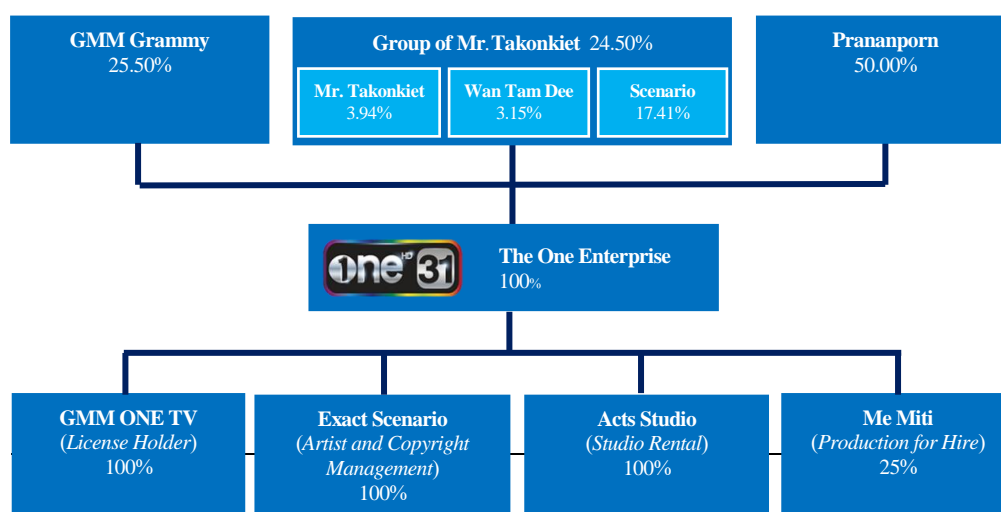 GMM Grammy
25.50%
Group of Mr. Takonkiet 24.50%
Mr. Takonkiet
3.94%
Wan Tam Dee
3.15%
Scenario
17.41%
Prananporn
50.00%
one HD 31
The One Enterprise
100%
GMM ONE TV
(License Holder)
100%
Exact Scenario
(Artist and Copyright
Management)
100%
Acts Studio
(Studio Rental)
100%
Me Miti
(Production for Hire)
25%